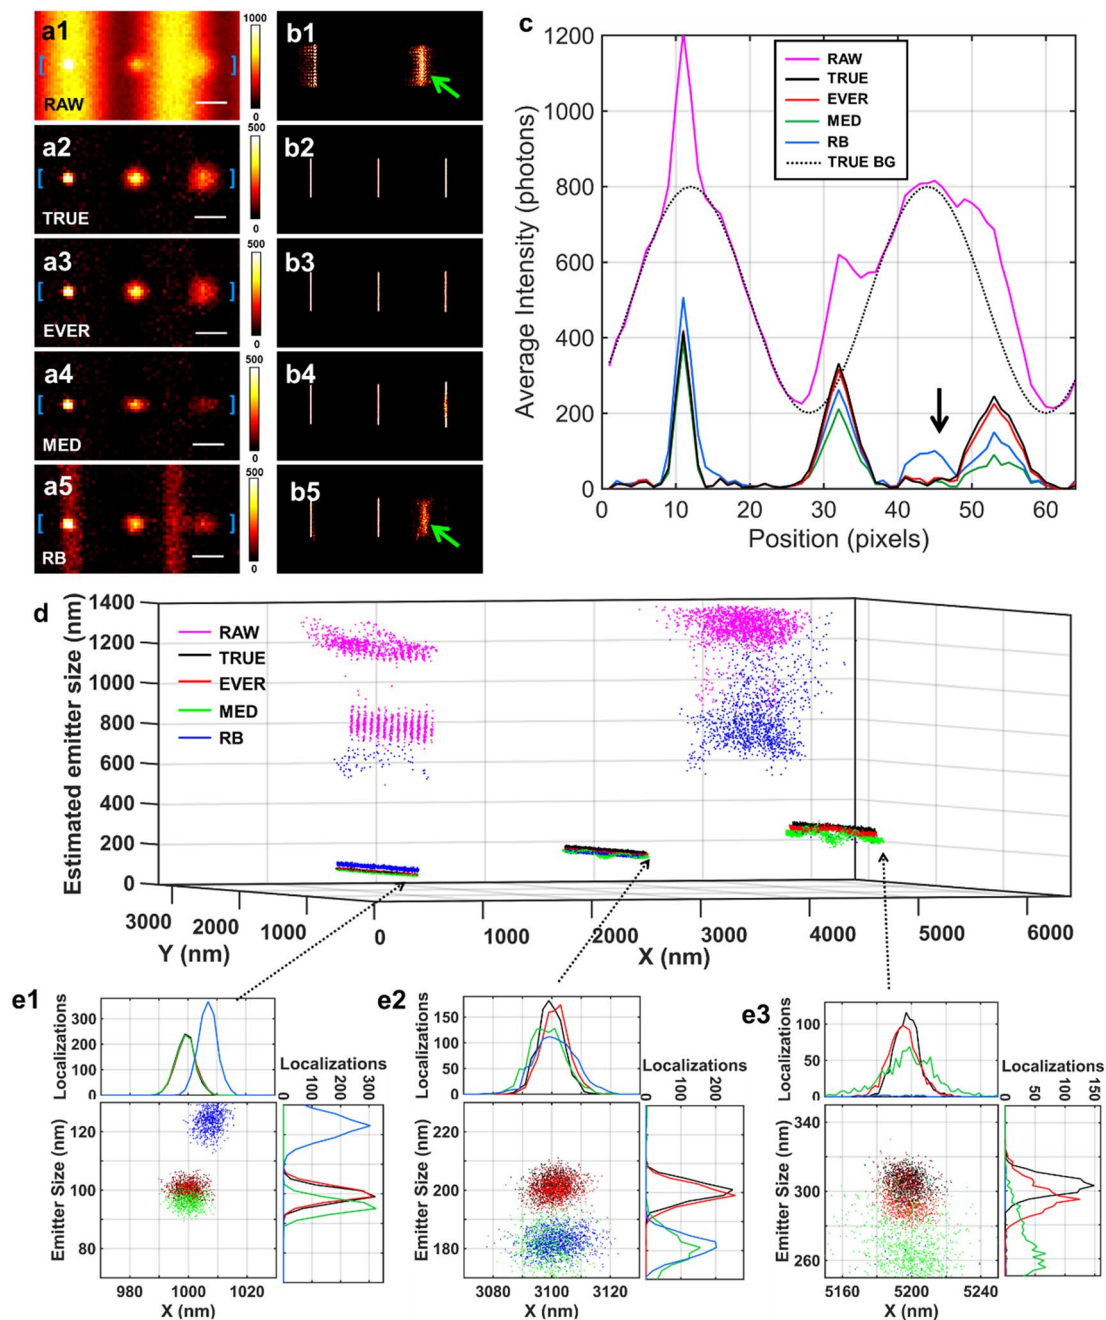 a1
RAW
1000
0
b1
a2
TRUE
500
0
b2
a3
EVER
500
0
b3
a4
MED
500
0
b4
a5
RB
500
0
b5
c
1200
1000
800
600
400
200
0
Average Intensity (photons)
RAW
TRUE
EVER
MED
RB
TRUE BG
0 10 20 30 40 50 60
Position (pixels)
d
1400
1200
1000
800
600
400
200
0
Estimated emitter size (nm)
RAW
TRUE
EVER
MED
RB
3000 2000 1000 0 1000 2000 3000 4000 5000 6000
Y (nm)
X (nm)
e1
Localizations
300
200
100
0
Localizations
0 100 200 300
Emitter Size (nm)
120
100
80
980 1000 1020
X (nm)
e2
Localizations
150
100
50
0
Localizations
0 100 200
Emitter Size (nm)
220
200
180
3080 3100 3120
X (nm)
e3
Localizations
100
50
0
Localizations
0 50 100 150
Emitter Size (nm)
340
320
300
280
260
5160 5200 5240
X (nm)